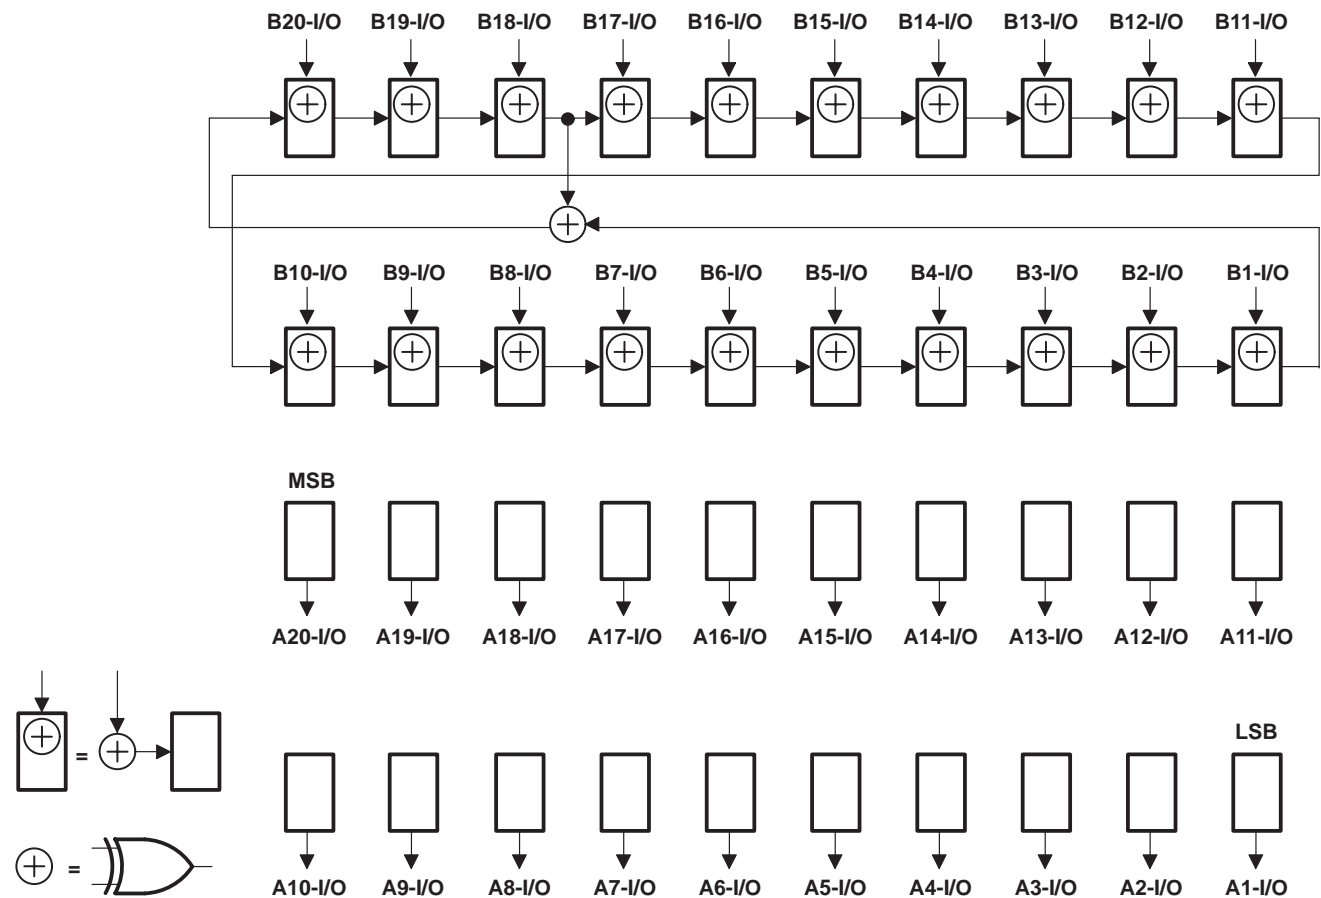 B20-I/O B19-I/O B18-I/O B17-I/O B16-I/O B15-I/O B14-I/O B13-I/O B12-I/O B11-I/O
B10-I/O B9-I/O B8-I/O B7-I/O B6-I/O B5-I/O B4-I/O B3-I/O B2-I/O B1-I/O
MSB
A20-I/O A19-I/O A18-I/O A17-I/O A16-I/O A15-I/O A14-I/O A13-I/O A12-I/O A11-I/O
=
LSB
=
A10-I/O A9-I/O A8-I/O A7-I/O A6-I/O A5-I/O A4-I/O A3-I/O A2-I/O A1-I/O